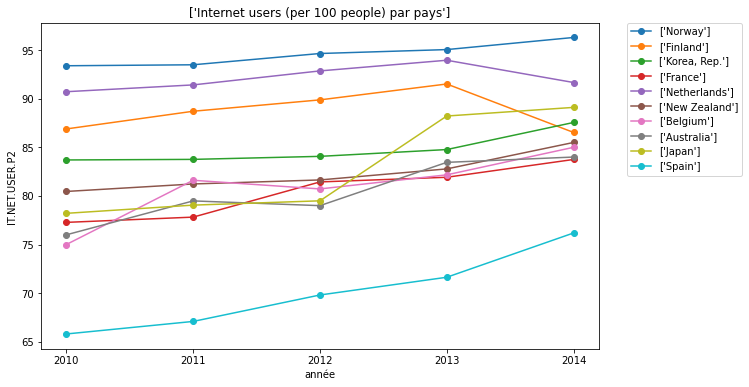 ['Internet users (per 100 people) par pays']
IT.NET.USER.P2
95
90
85
80
75
70
65
2010
2011
2012
2013
2014
année
['Norway']
['Finland']
['Korea, Rep.']
['France']
['Netherlands']
['New Zealand']
['Belgium']
['Australia']
['Japan']
['Spain']